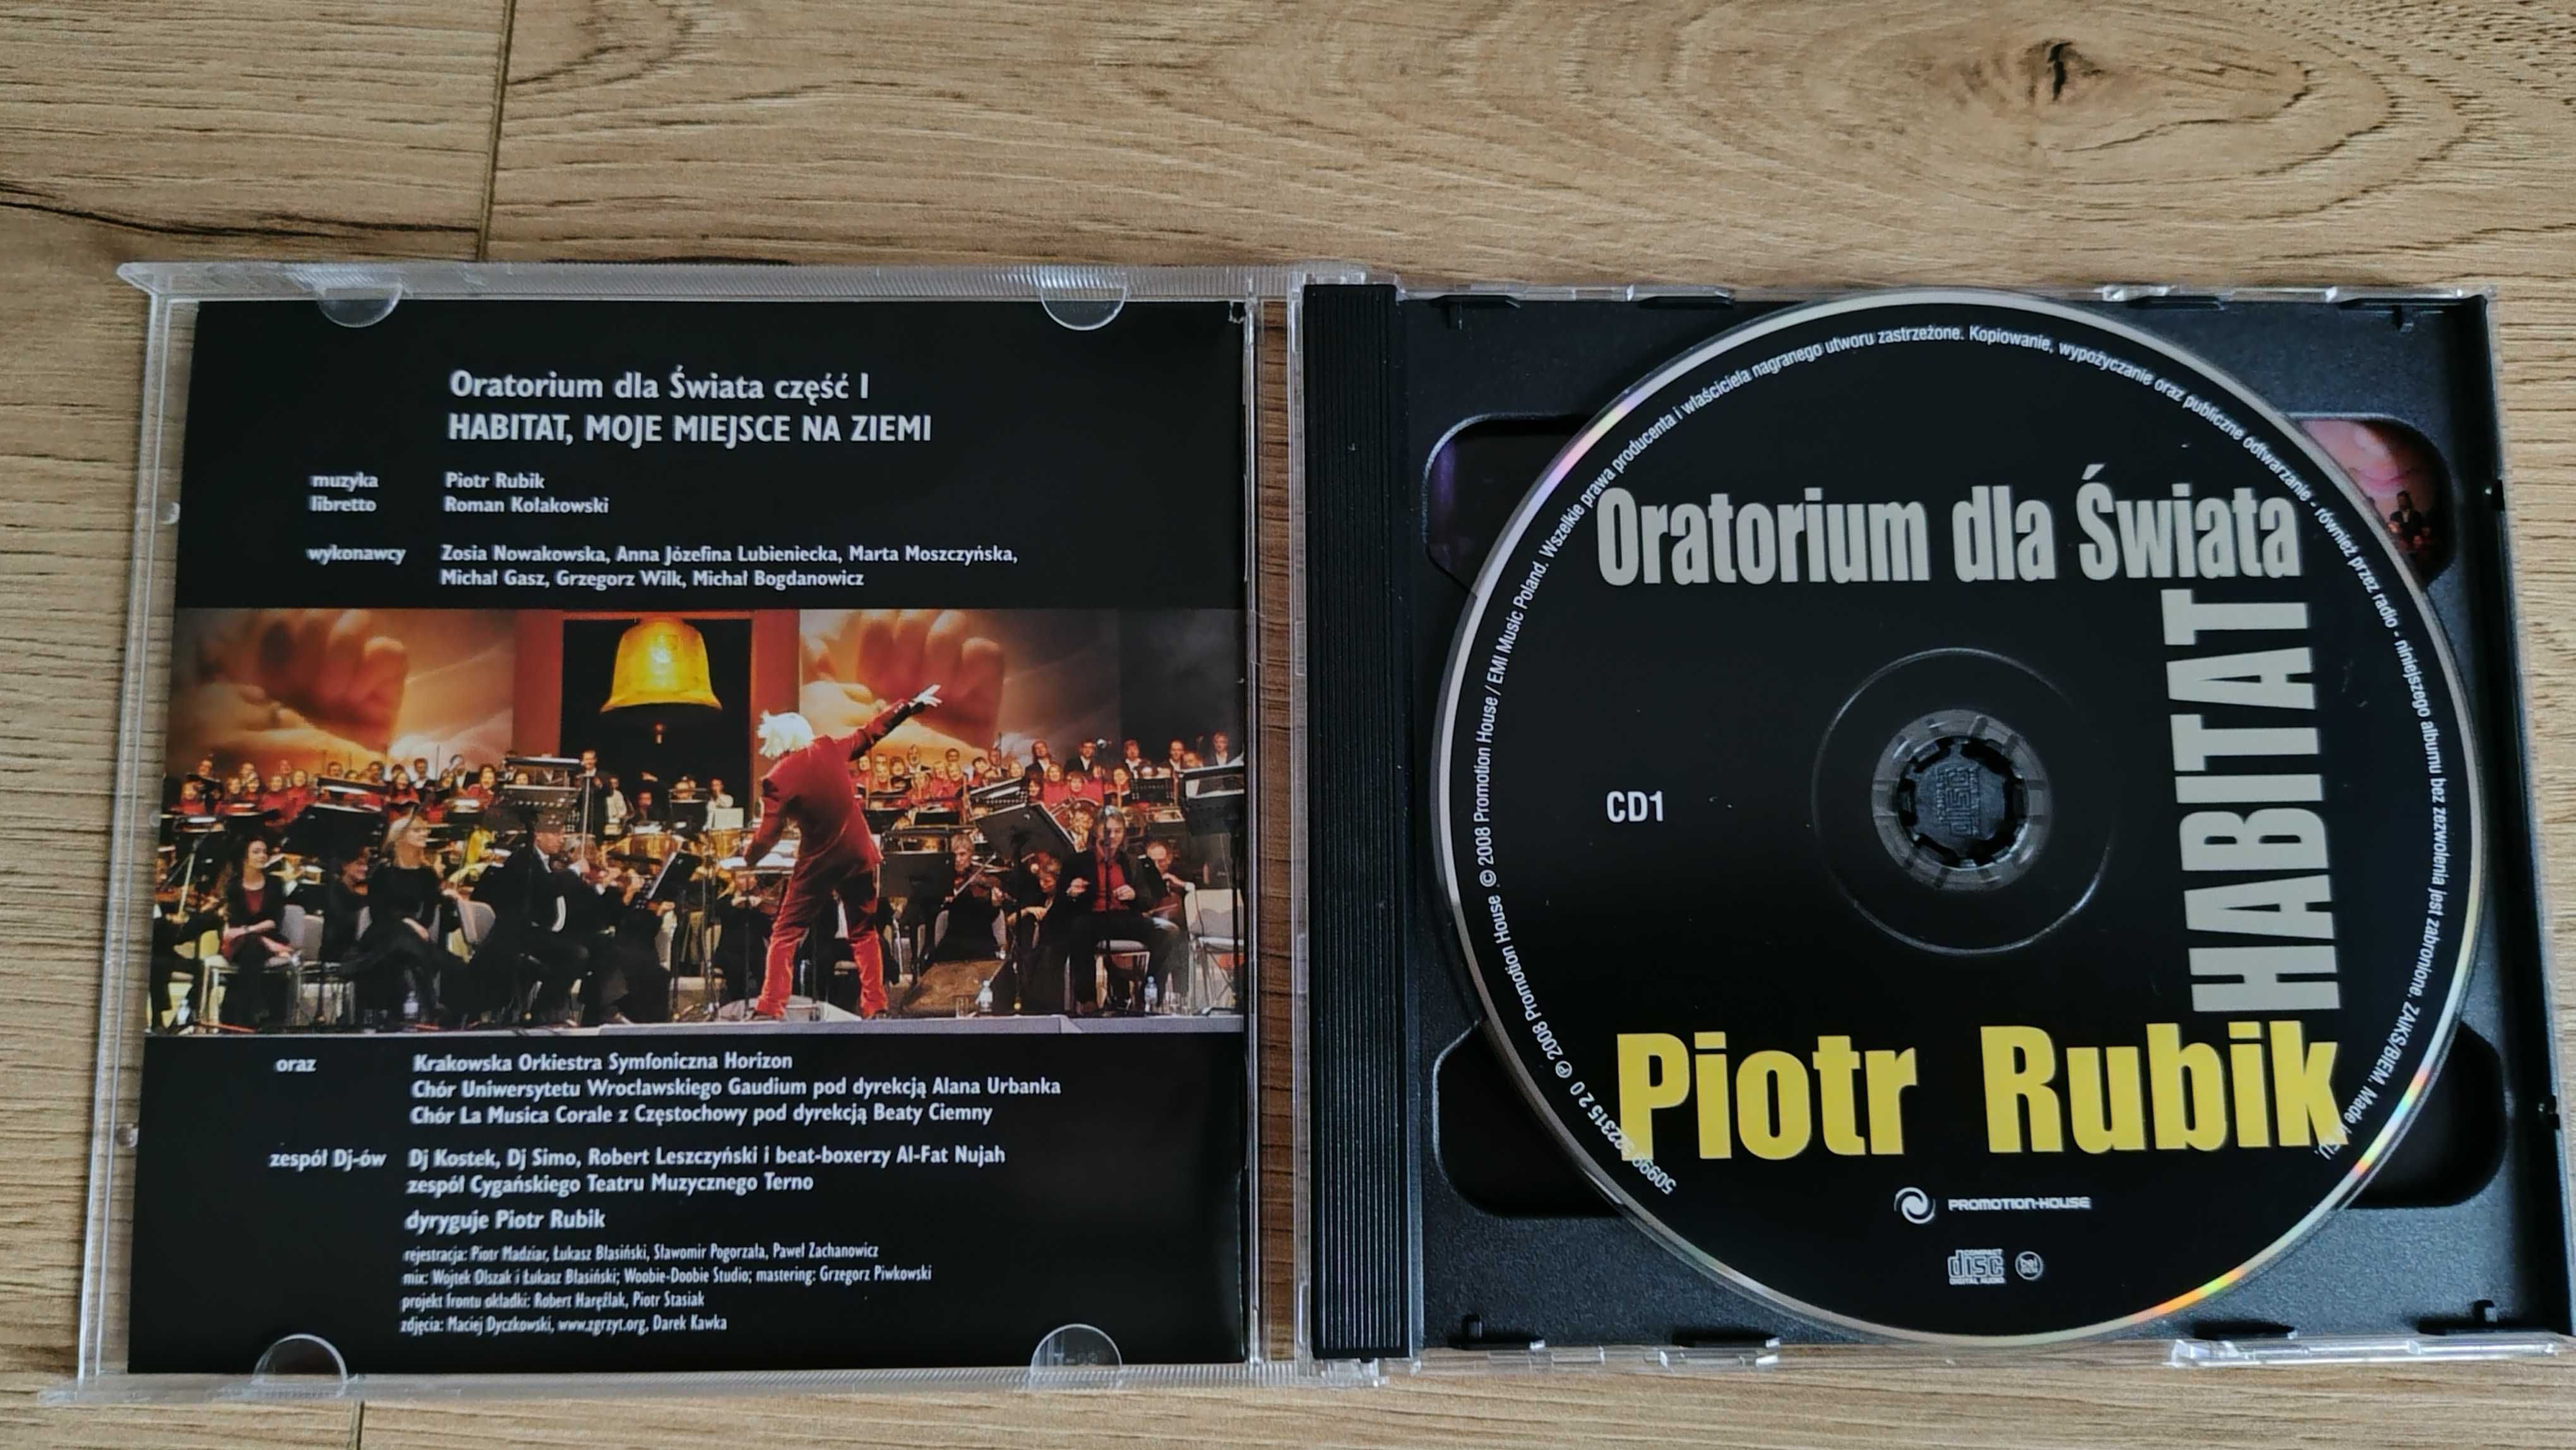 Oratorium dla Świata część I
HABITAT, MOJE MIEJSCE NA ZIEMI
muzyka Piotr Rubik
libretto Roman Kołakowski
wykonawcy Zosia Nowakowska, Anna Józefina Lubieniecka, Marta Moszczyńska,
Michał Gasz, Grzegorz Wilk, Michał Bogdanowicz
oraz Krakowska Orkiestra Symfoniczna Horizon
Chór Uniwersytetu Wrocławskiego Gaudium pod dyrekcją Alana Urbanka
Chór La Musica Corale z Częstochowy pod dyrekcją Beaty Ciemny
zespół Dj-ów Dj Kostek, Dj Simo, Robert Leszczyński i beat-boxerzy Al-Fat Nujah
zespół Cygańskiego Teatru Muzycznego Terno
dyryguje Piotr Rubik
rejestracja: Piotr Madziar, Łukasz Błasiński, Sławomir Pogorzała, Paweł Zachanowicz
mix: Wojtek Olszak i Łukasz Błasiński; Woobie-Doobie Studio; mastering: Grzegorz Piwkowski
projekt frontu okładki: Robert Haręźlak, Piotr Stasiak
zdjęcia: Maciej Dyczkowski, www.zgrzyt.org, Darek Kawka
℗ 2008 Promotion House © 2008 Promotion House / EMI Music Poland. Wszelkie prawa producenta i właściciela nagranego utworu zastrzeżone. Kopiowanie, wypożyczanie oraz publiczne odtwarzanie - również przez radio - niniejszego albumu bez zezwolenia jest zabronione. ZAIKS/BIEM. Made in EU.
Oratorium dla Świata
HABITAT
CD1
Piotr Rubik
PROMOTION-HOUSE
COMPACT
disc
DIGITAL AUDIO